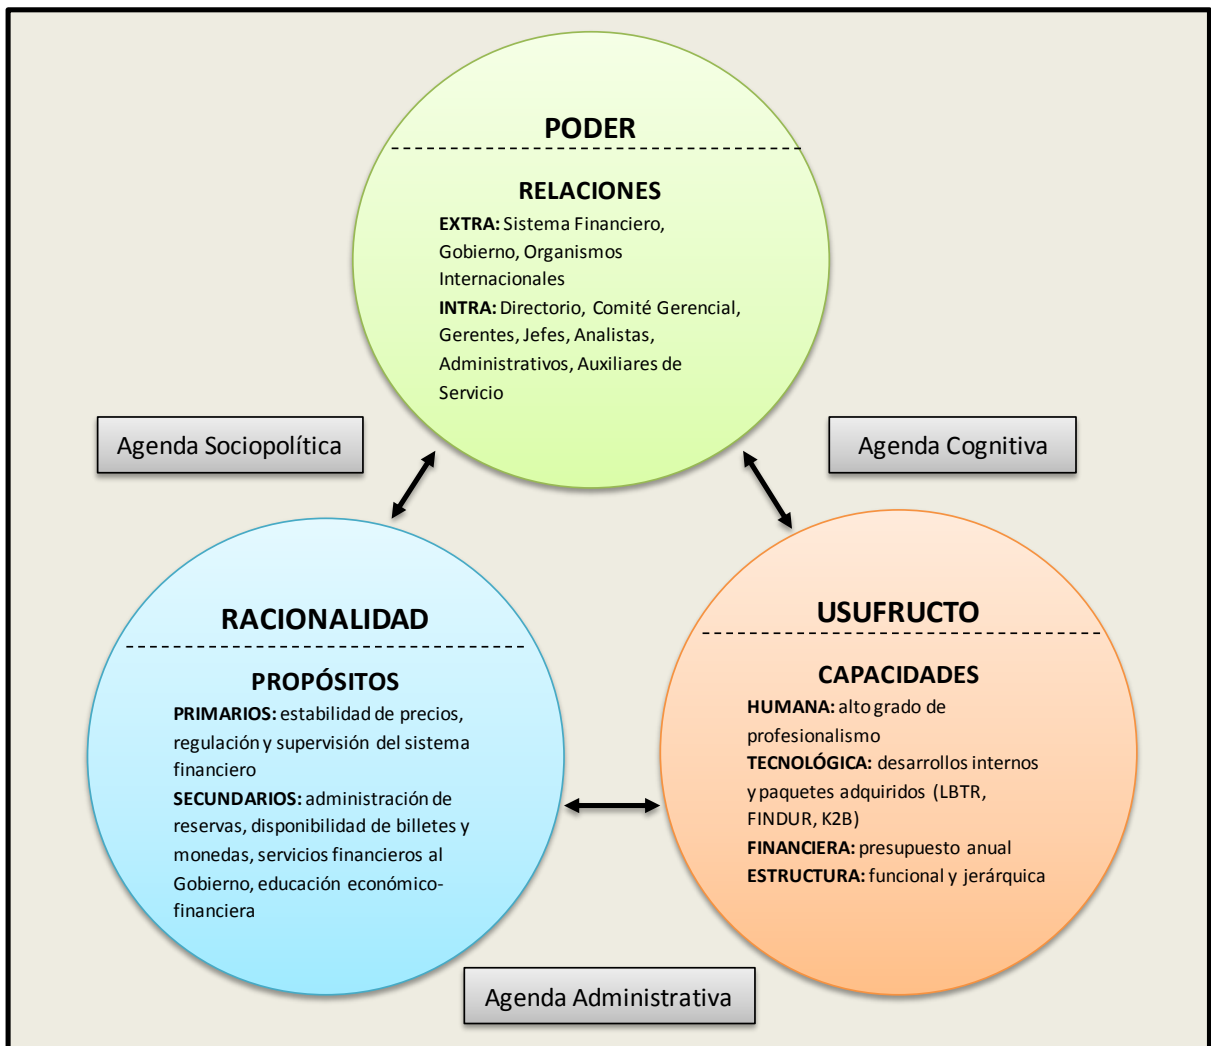 PODER
RELACIONES
EXTRA: Sistema Financiero,
Gobierno, Organismos
Internacionales
INTRA: Directorio, Comité Gerencial,
Gerentes, Jefes, Analistas,
Administrativos, Auxiliares de
Servicio
Agenda Sociopolítica
Agenda Cognitiva
RACIONALIDAD
PROPÓSITOS
PRIMARIOS: estabilidad de precios,
regulación y supervisión del sistema
financiero
SECUNDARIOS: administración de
reservas, disponibilidad de billetes y
monedas, servicios financieros al
Gobierno, educación económico-
financiera
USUFRUCTO
CAPACIDADES
HUMANA: alto grado de
profesionalismo
TECNOLÓGICA: desarrollos internos
y paquetes adquiridos (LBTR,
FINDUR, K2B)
FINANCIERA: presupuesto anual
ESTRUCTURA: funcional y jerárquica
Agenda Administrativa